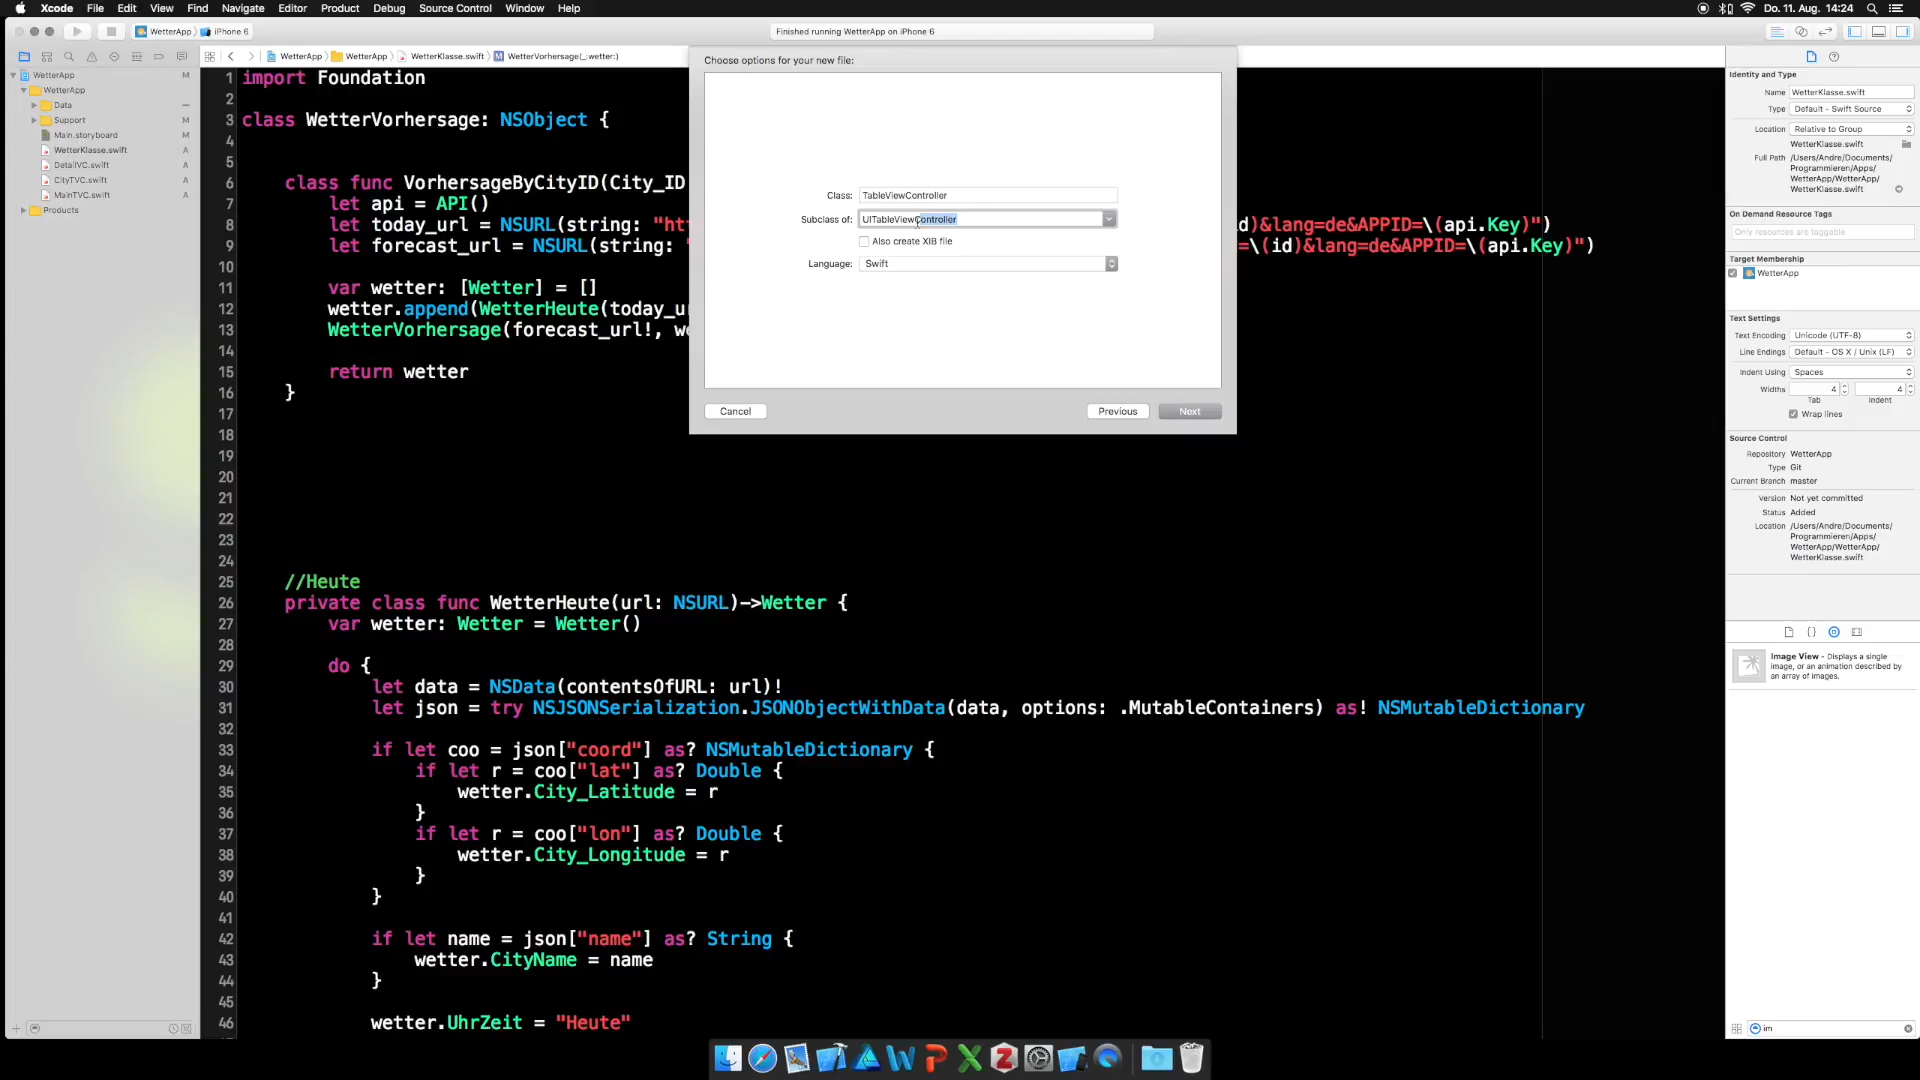 Xcode File Edit View Find Navigate Editor Product Debug Source Control Window Help Do. 11. Aug. 14:24
WetterApp iPhone 6 Finished running WetterApp on iPhone 6
WetterApp WetterApp WetterKlasse.swift M WetterVorhersage(_:wetter:)
WetterApp M
WetterApp
Data
Support M
Main.storyboard M
WetterKlasse.swift A
DetailVC.swift A
CityTVC.swift A
MainTVC.swift A
Products
1 import Foundation
2
3 class WetterVorhersage: NSObject {
4
5
6 class func VorhersageByCityID(City_ID
7 let api = API()
8 let today_url = NSURL(string: "ht d)&lang=de&APPID=\(api.Key)")
9 let forecast_url = NSURL(string: " =\(id)&lang=de&APPID=\(api.Key)")
10
11 var wetter: [Wetter] = []
12 wetter.append(WetterHeute(today_u
13 WetterVorhersage(forecast_url!, we
14
15 return wetter
16 }
17
18
19
20
21
22
23
24
25 //Heute
26 private class func WetterHeute(url: NSURL)->Wetter {
27 var wetter: Wetter = Wetter()
28
29 do {
30 let data = NSData(contentsOfURL: url)!
31 let json = try NSJSONSerialization.JSONObjectWithData(data, options: .MutableContainers) as! NSMutableDictionary
32
33 if let coo = json["coord"] as? NSMutableDictionary {
34 if let r = coo["lat"] as? Double {
35 wetter.City_Latitude = r
36 }
37 if let r = coo["lon"] as? Double {
38 wetter.City_Longitude = r
39 }
40 }
41
42 if let name = json["name"] as? String {
43 wetter.CityName = name
44 }
45
46 wetter.UhrZeit = "Heute"
Choose options for your new file:
Class: TableViewController
Subclass of: UITableViewController
Also create XIB file
Language: Swift
Cancel Previous Next
Identity and Type
Name WetterKlasse.swift
Type Default - Swift Source
Location Relative to Group
WetterKlasse.swift
Full Path /Users/Andre/Documents/
Programmieren/Apps/
WetterApp/WetterApp/
WetterKlasse.swift
On Demand Resource Tags
Only resources are taggable
Target Membership
WetterApp
Text Settings
Text Encoding Unicode (UTF-8)
Line Endings Default - OS X / Unix (LF)
Indent Using Spaces
Widths 4 4
Tab Indent
Wrap lines
Source Control
Repository WetterApp
Type Git
Current Branch master
Version Not yet committed
Status Added
Location /Users/Andre/Documents/
Programmieren/Apps/
WetterApp/WetterApp/
WetterKlasse.swift
{}
Image View - Displays a single
image, or an animation described by
an array of images.
im